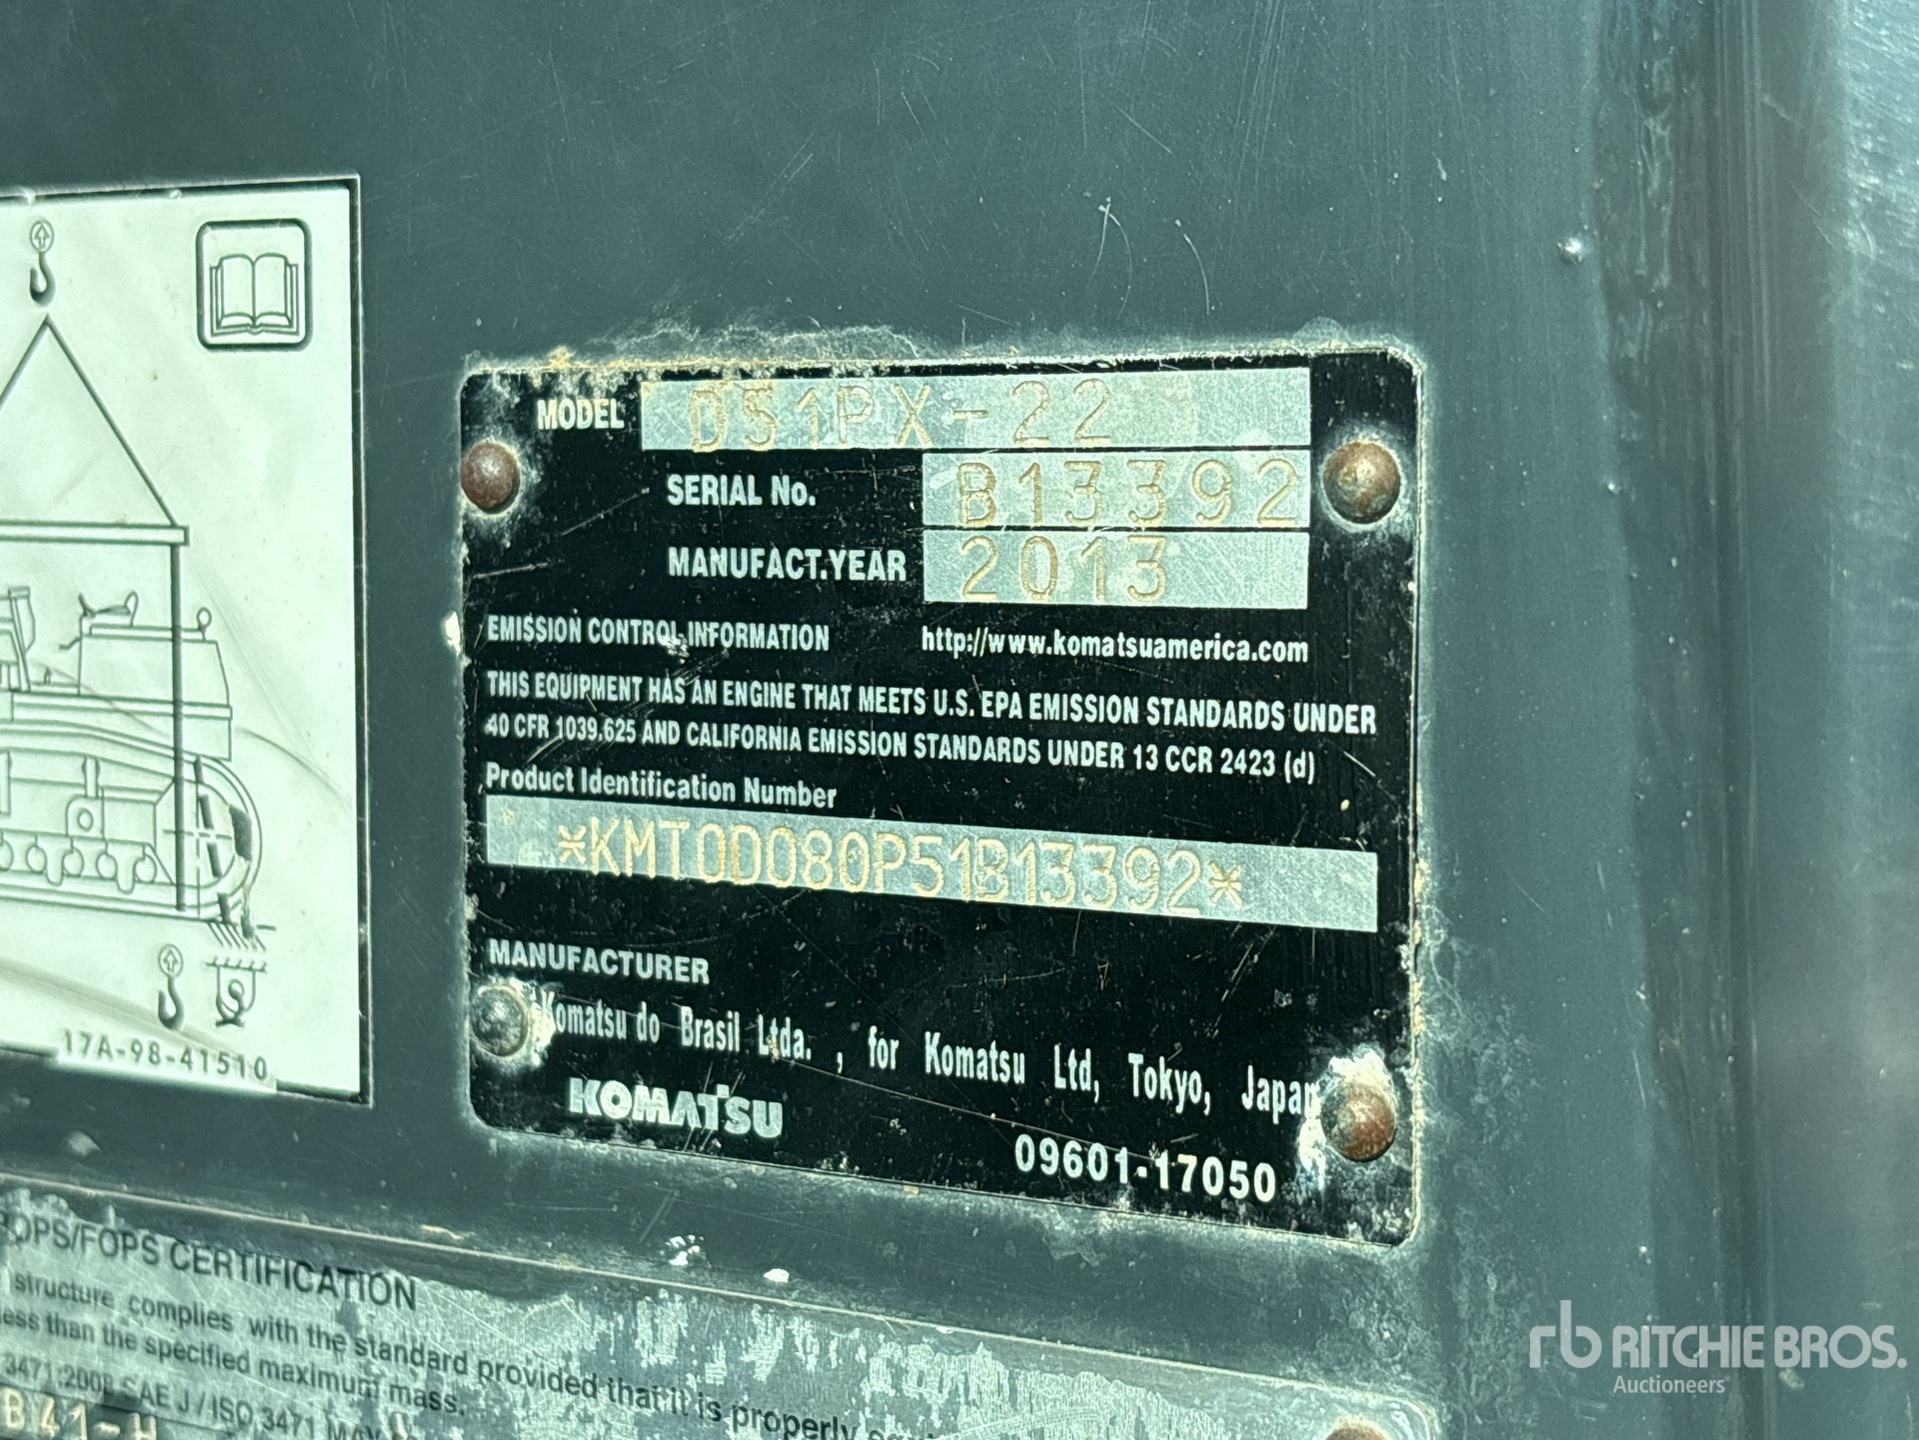 MODEL D51PX-22
SERIAL No. B13392
MANUFACT.YEAR 2013
EMISSION CONTROL INFORMATION http://www.komatsuamerica.com
THIS EQUIPMENT HAS AN ENGINE THAT MEETS U.S. EPA EMISSION STANDARDS UNDER
40 CFR 1039.625 AND CALIFORNIA EMISSION STANDARDS UNDER 13 CCR 2423 (d)
Product Identification Number
*KMT0D080P51B13392*
MANUFACTURER
Komatsu do Brasil Ltda. , for Komatsu Ltd, Tokyo, Japan
KOMATSU
09601-17050
17A-98-41510
ROPS/FOPS CERTIFICATION
structure complies with the standard provided that it is properly
less than the specified maximum mass.
3471:2008 SAE J / ISO 3471 MAY
B41-H
rb RITCHIE BROS.
Auctioneers